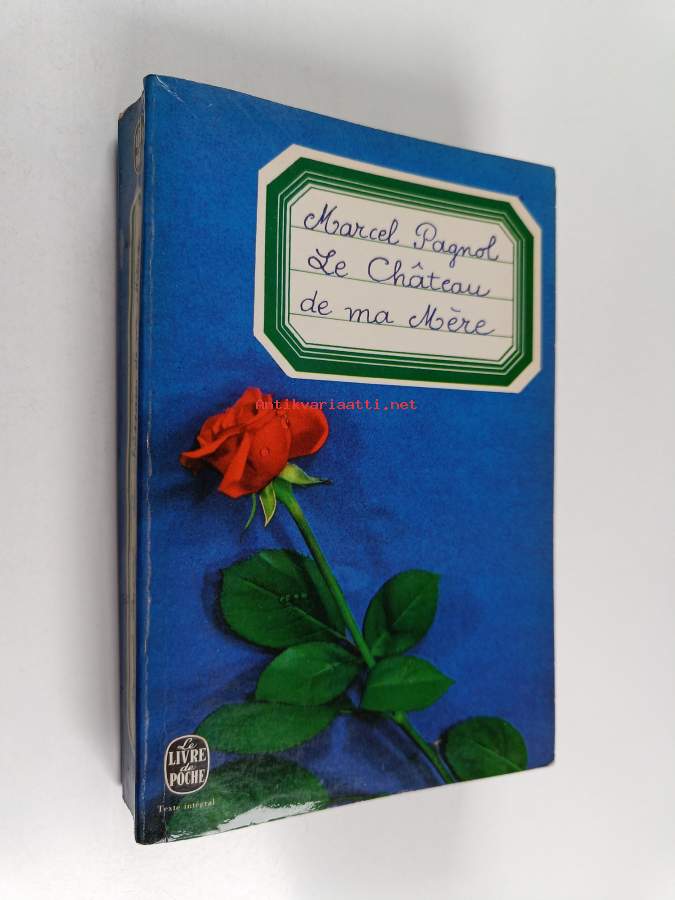 Marcel Pagnol
Le Château
de ma Mère
Antikvariaatti.net
Le
LIVRE
de
POCHE
Texte intégral